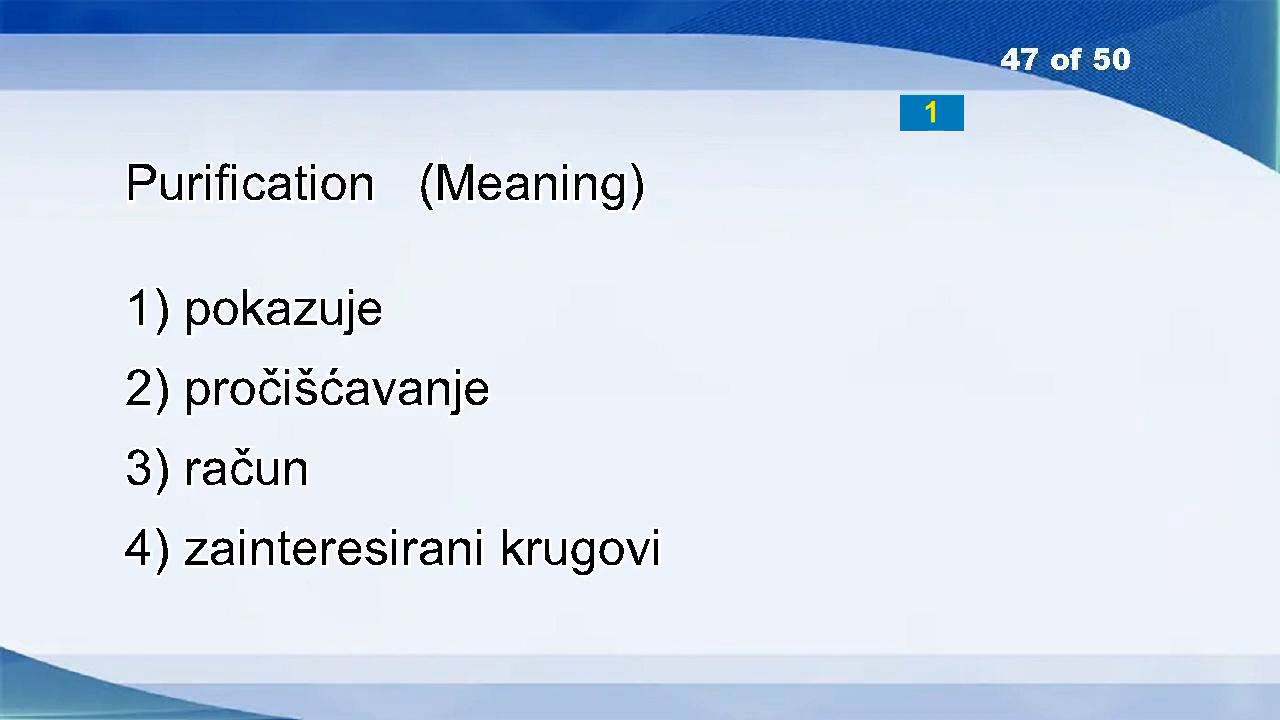 47 of 50
1
Purification (Meaning)
1) pokazuje
2) pročišćavanje
3) račun
4) zainteresirani krugovi